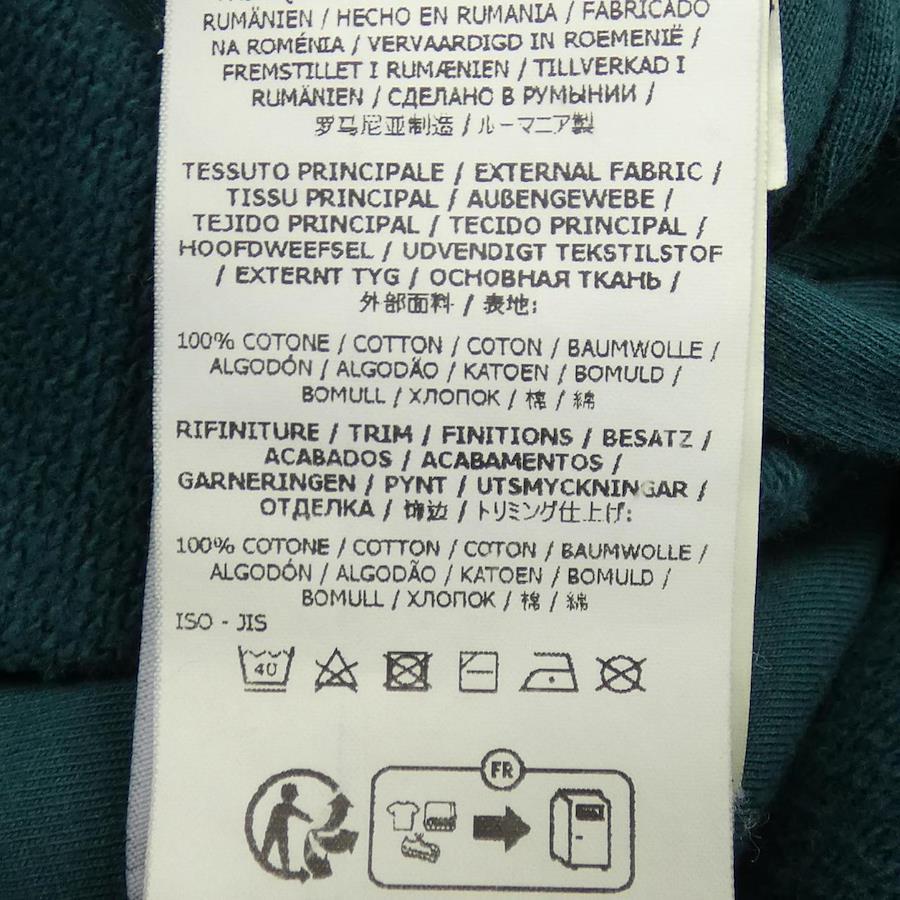 RUMÄNIEN / HECHO EN RUMANIA / FABRICADO
NA ROMÉNIA / VERVAARDIGD IN ROEMENIË /
FREMSTILLET I RUMÆNIEN / TILLVERKAD I
RUMÄNIEN / СДЕЛАНО В РУМЫНИИ /
罗马尼亚制造 / ルーマニア製
TESSUTO PRINCIPALE / EXTERNAL FABRIC /
TISSU PRINCIPAL / AUßENGEWEBE /
TEJIDO PRINCIPAL / TECIDO PRINCIPAL /
HOOFDWEEFSEL / UDVENDIGT TEKSTILSTOF
/ EXTERNT TYG / ОСНОВНАЯ ТКАНЬ /
外部面料 / 表地:
100% COTONE / COTTON / COTON / BAUMWOLLE /
ALGODÓN / ALGODÃO / KATOEN / BOMULD /
BOMULL / ХЛОПОК / 棉 / 綿
RIFINITURE / TRIM / FINITIONS / BESATZ /
ACABADOS / ACABAMENTOS /
GARNERINGEN / PYNT / UTSMYCKNINGAR /
ОТДЕЛКА / 饰边 / トリミング仕上げ:
100% COTONE / COTTON / COTON / BAUMWOLLE /
ALGODÓN / ALGODÃO / KATOEN / BOMULD /
BOMULL / ХЛОПОК / 棉 / 綿
ISO - JIS
40
FR